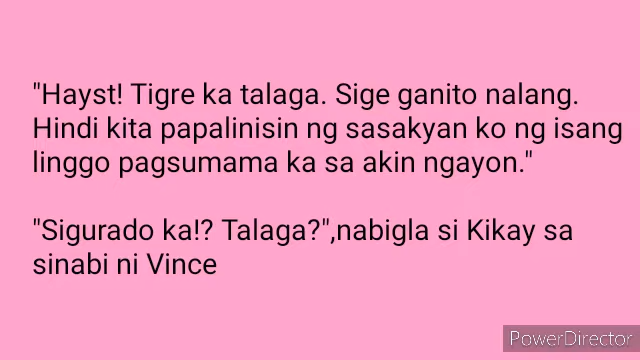 "Hayst! Tigre ka talaga. Sige ganito nalang.
Hindi kita papalinisin ng sasakyan ko ng isang
linggo pagsumama ka sa akin ngayon."
"Sigurado ka!? Talaga?",nabigla si Kikay sa
sinabi ni Vince
PowerDirector